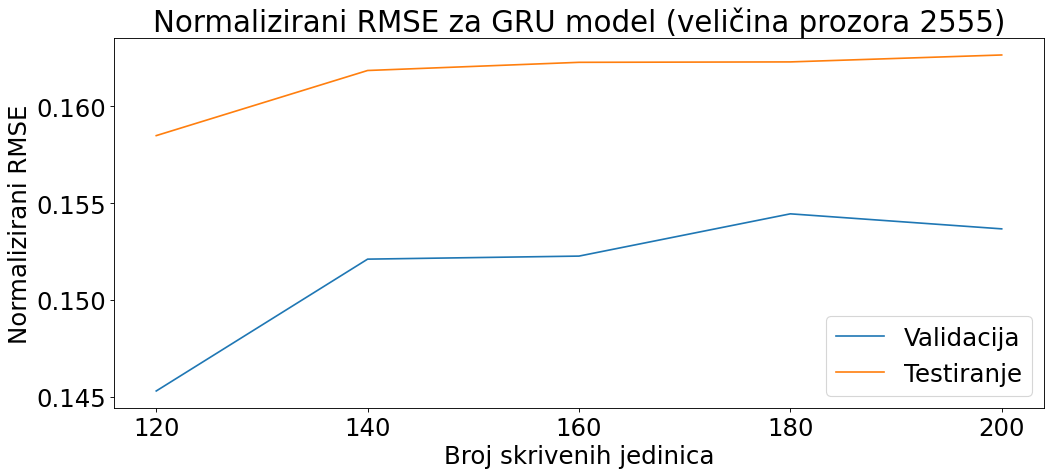 Normalizirani RMSE za GRU model (veličina prozora 2555)
Normalizirani RMSE
0.160
0.155
0.150
0.145
120 140 160 180 200
Broj skrivenih jedinica
Validacija
Testiranje